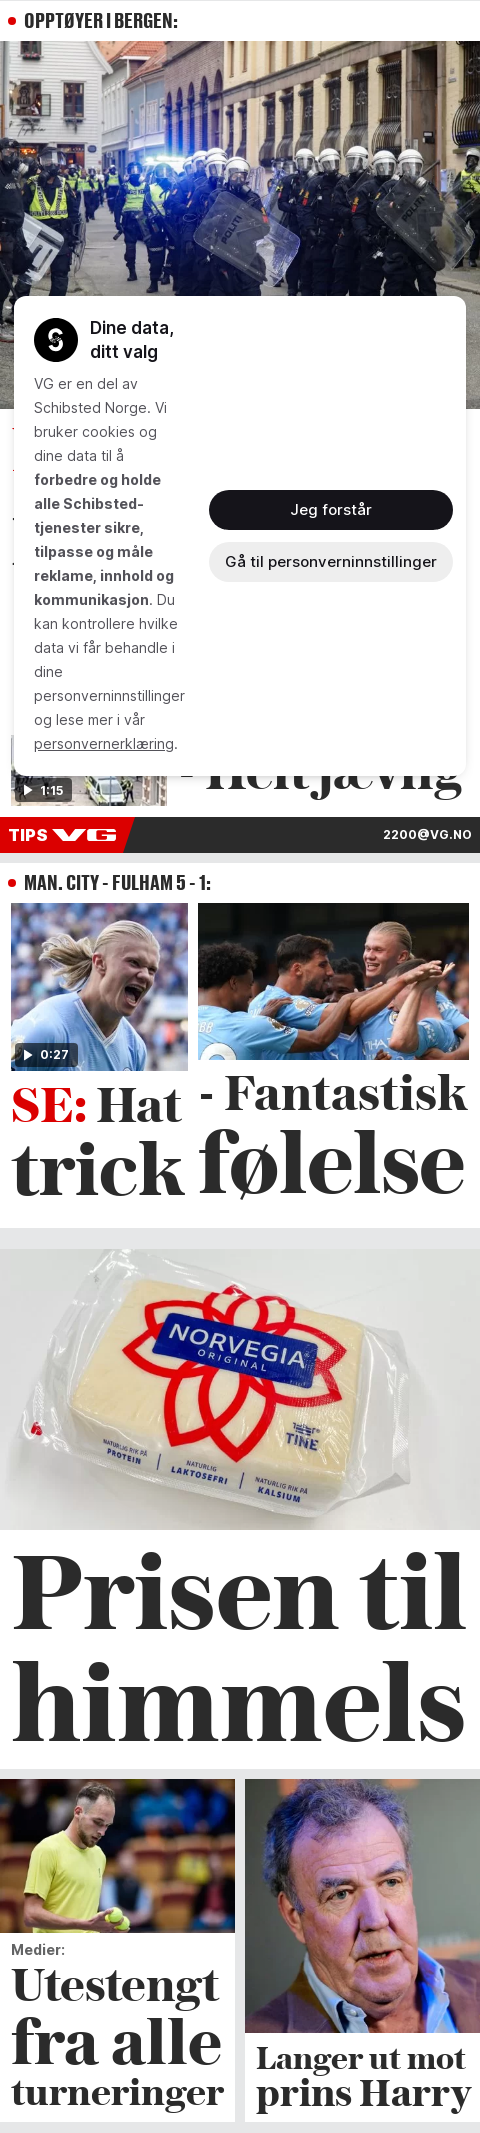 OPPTØYER I BERGEN:
POLITI
POLITI
Dine data,
ditt valg
VG er en del av
Schibsted Norge. Vi
bruker cookies og
dine data til å
forbedre og holde
alle Schibsted-
tjenester sikre,
tilpasse og måle
reklame, innhold og
kommunikasjon. Du
kan kontrollere hvilke
data vi får behandle i
dine
personverninnstillinger
og lese mer i vår
personvernerklæring.
Jeg forstår
Gå til personverninnstillinger
- Helt jævlig
1:15
TIPS VG
2200@VG.NO
MAN. CITY - FULHAM 5 - 1:
0:27
SE: Hat
trick
- Fantastisk
følelse
NORVEGIA
ORIGINAL
TINE
NATURLIG RIK PÅ
PROTEIN
NATURLIG
LAKTOSEFRI
NATURLIG RIK PÅ
KALSIUM
Prisen til
himmels
Medier:
Utestengt
fra alle
turneringer
Langer ut mot
prins Harry